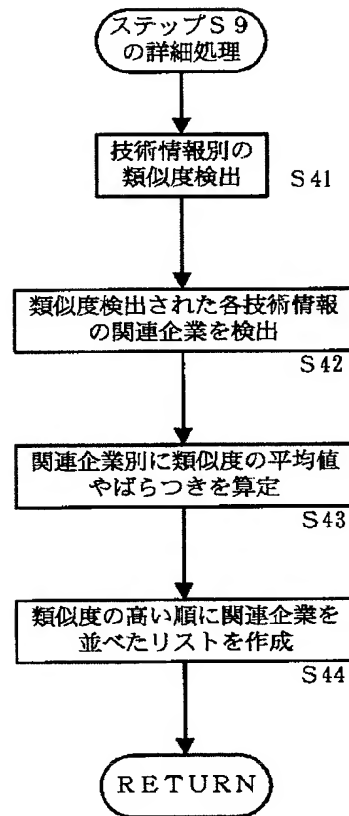 ステップＳ９
の詳細処理
技術情報別の
類似度検出
Ｓ41
類似度検出された各技術情報
の関連企業を検出
Ｓ42
関連企業別に類似度の平均値
やばらつきを算定
Ｓ43
類似度の高い順に関連企業を
並べたリストを作成
Ｓ44
ＲＥＴＵＲＮ